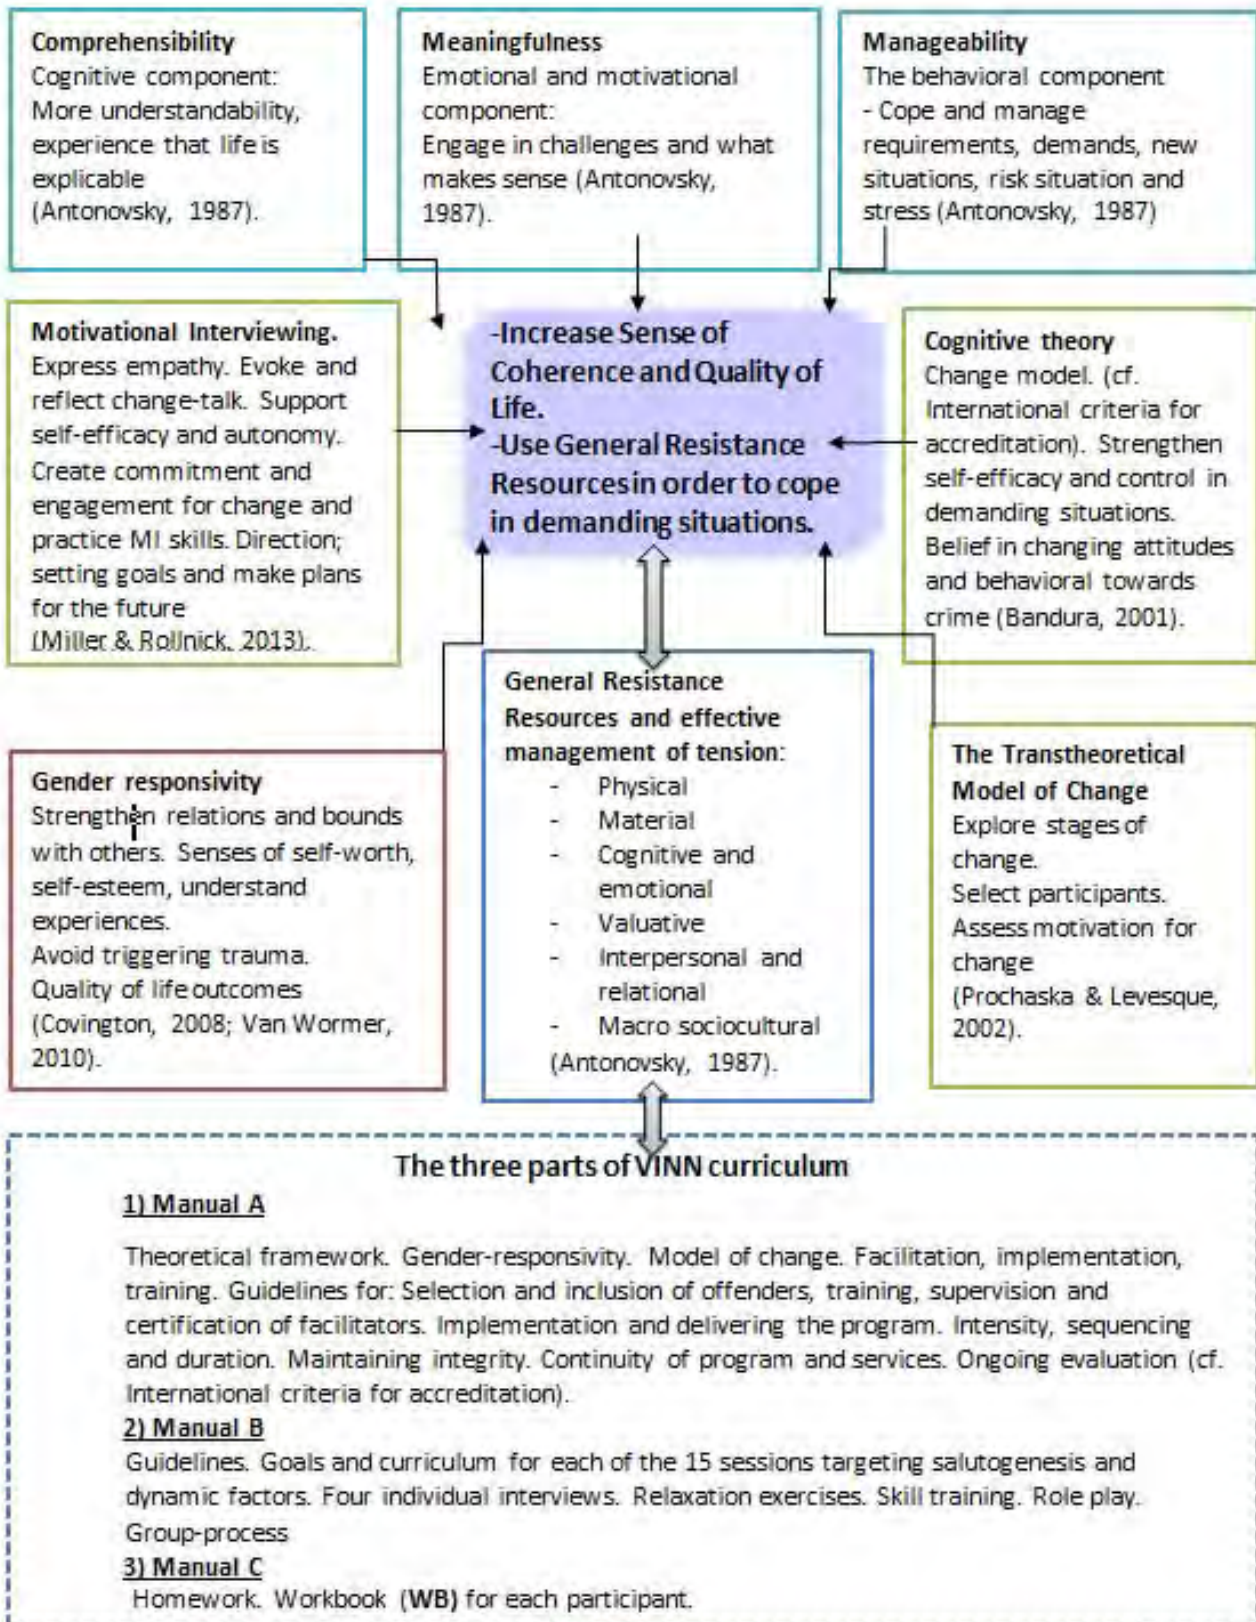 Comprehensibility
Cognitive component:
More understandability,
experience that life is
explicable
(Antonovsky, 1987).
Meaningfulness
Emotional and motivational
component:
Engage in challenges and what
makes sense (Antonovsky,
1987).
Manageability
The behavioral component
- Cope and manage
requirements, demands, new
situations, risk situation and
stress (Antonovsky, 1987)
Motivational Interviewing.
Express empathy. Evoke and
reflect change-talk. Support
self-efficacy and autonomy.
Create commitment and
engagement for change and
practice MI skills. Direction;
setting goals and make plans
for the future
(Miller & Rollnick, 2013).
-Increase Sense of
Coherence and Quality of
Life.
-Use General Resistance
Resources in order to cope
in demanding situations.
Cognitive theory
Change model. (cf.
International criteria for
accreditation). Strengthen
self-efficacy and control in
demanding situations.
Belief in changing attitudes
and behavioral towards
crime (Bandura, 2001).
Gender responsivity
Strengthen relations and bounds
with others. Senses of self-worth,
self-esteem, understand
experiences.
Avoid triggering trauma.
Quality of life outcomes
(Covington, 2008; Van Wormer,
2010).
General Resistance
Resources and effective
management of tension:
- Physical
- Material
- Cognitive and
emotional
- Valuative
- Interpersonal and
relational
- Macro sociocultural
(Antonovsky, 1987).
The Transtheoretical
Model of Change
Explore stages of
change.
Select participants.
Assess motivation for
change
(Prochaska & Levesque,
2002).
The three parts of VINN curriculum
1) Manual A
Theoretical framework. Gender-responsivity. Model of change. Facilitation, implementation,
training. Guidelines for: Selection and inclusion of offenders, training, supervision and
certification of facilitators. Implementation and delivering the program. Intensity, sequencing
and duration. Maintaining integrity. Continuity of program and services. Ongoing evaluation (cf.
International criteria for accreditation).
2) Manual B
Guidelines. Goals and curriculum for each of the 15 sessions targeting salutogenesis and
dynamic factors. Four individual interviews. Relaxation exercises. Skill training. Role play.
Group-process
3) Manual C
Homework. Workbook (WB) for each participant.